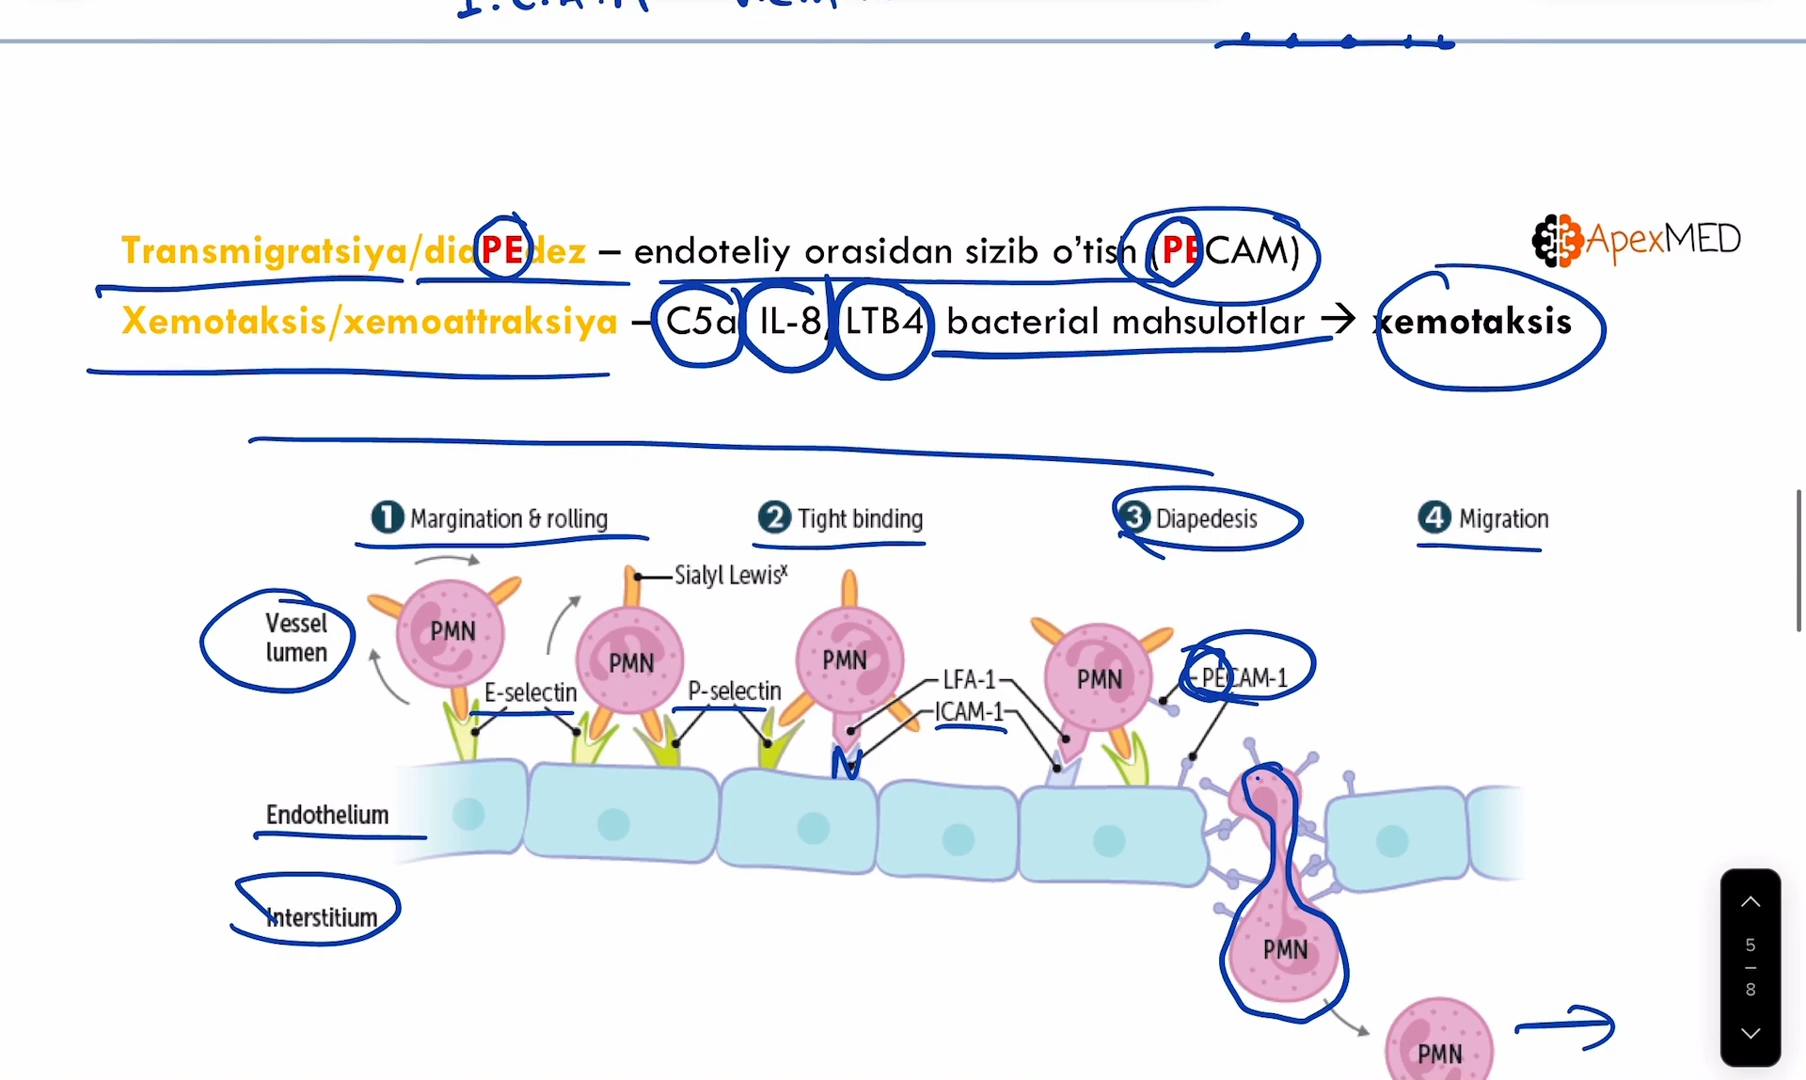 Transmigratsiya/diaPEdez – endoteliy orasidan sizib o’tish (PECAM)
ApexMED
Xemotaksis/xemoattraksiya – C5a, IL-8, LTB4, bacterial mahsulotlar → xemotaksis
1 Margination & rolling
2 Tight binding
3 Diapedesis
4 Migration
Sialyl Lewisˣ
Vessel
lumen
PMN
PMN
PMN
PMN
E-selectin
P-selectin
LFA-1
ICAM-1
PECAM-1
Endothelium
Interstitium
PMN
PMN
5
8